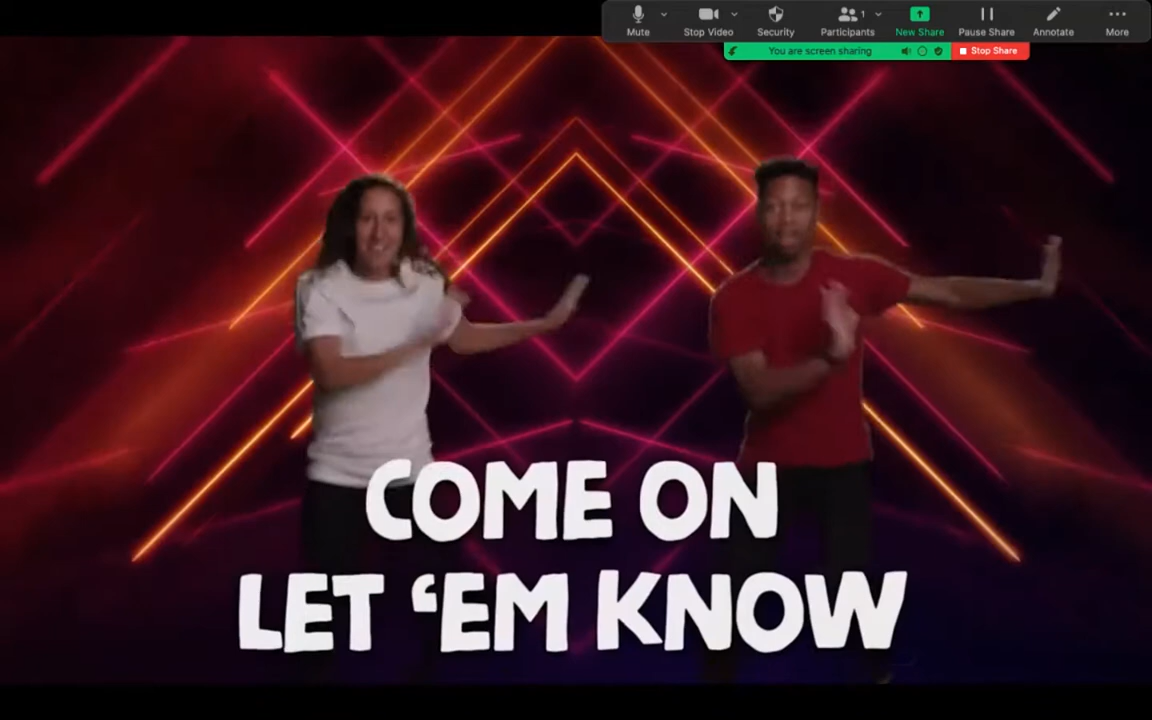 1
Mute
Stop Video
Security
Participants
New Share
Pause Share
Annotate
More
You are screen sharing
Stop Share
COME ON
LET ‘EM KNOW